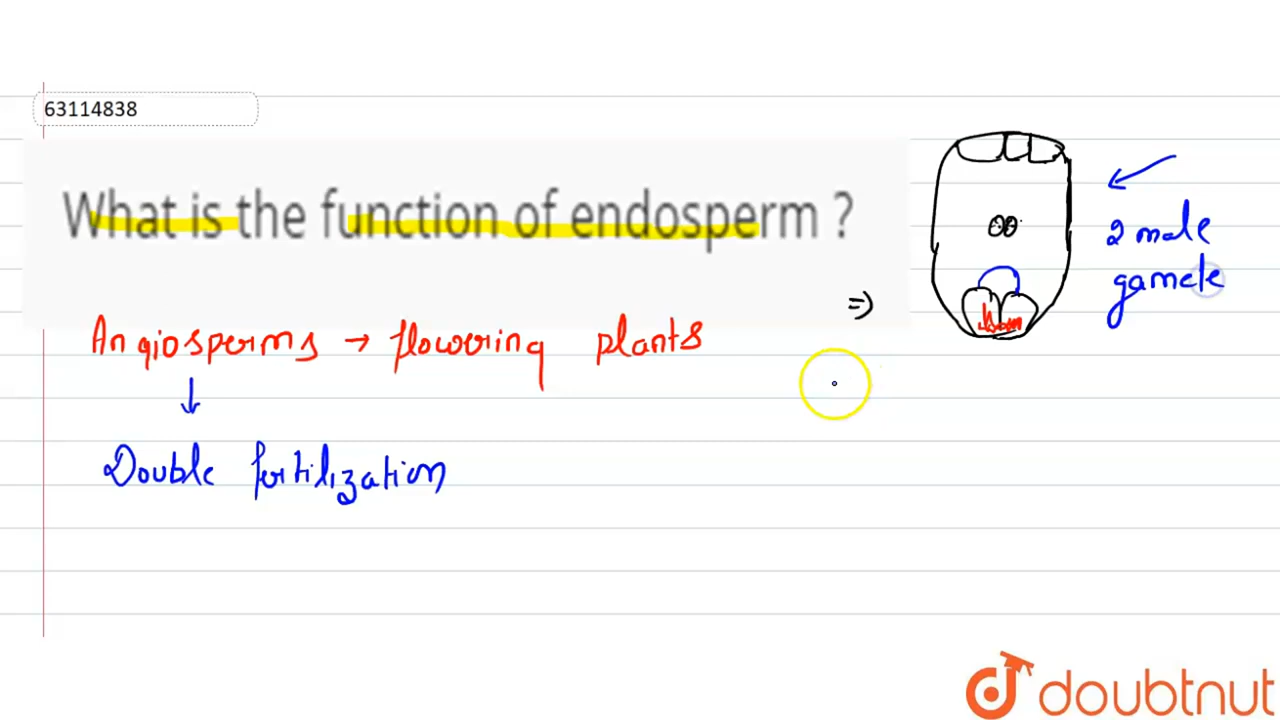 63114838
What is the function of endosperm ?
Angiosperms → flowering plants
↓
Double fertilization
⇒
2 male
gamete
doubtnut